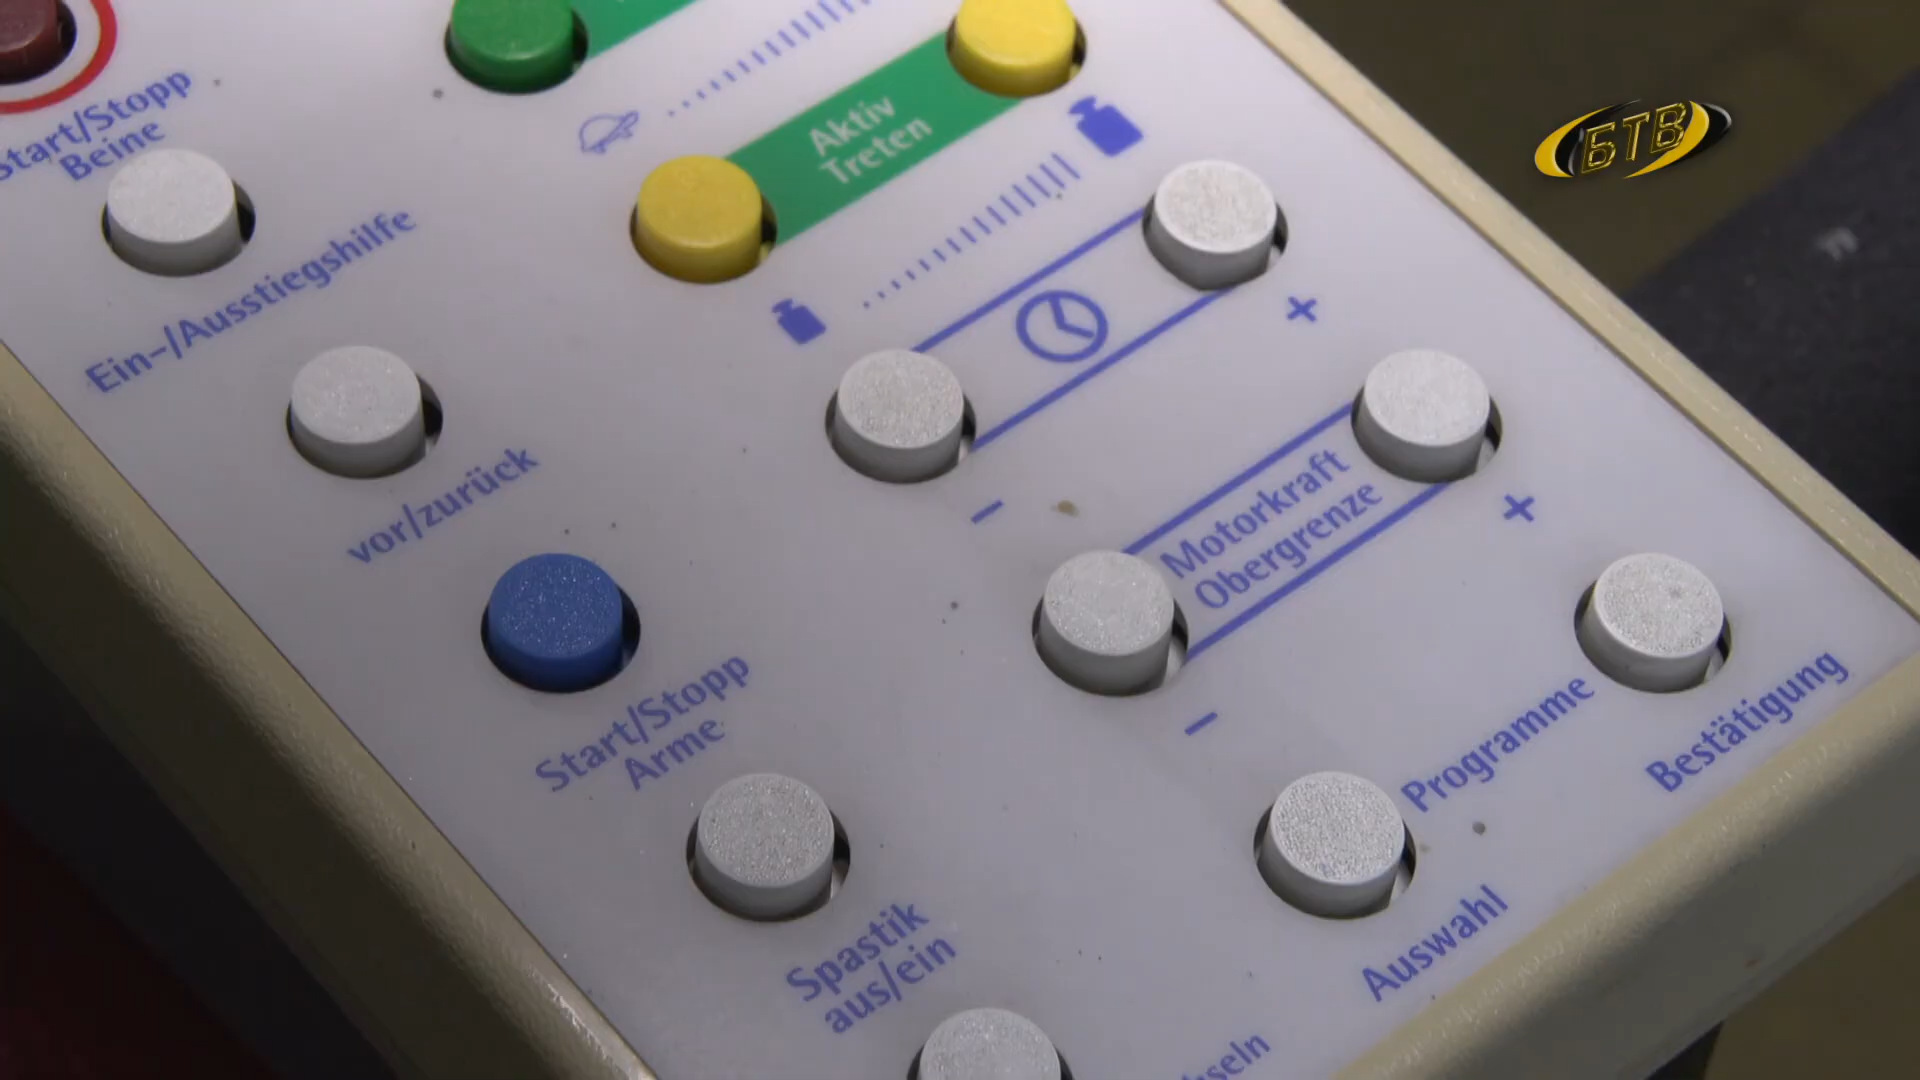 Start/Stopp
Beine
Aktiv
Treten
БТВ
Ein-/Ausstiegshilfe
+
vor/zurück
−
Motorkraft
Obergrenze
+
Start/Stopp
Arme
−
Programme
Bestätigung
Spastik
aus/ein
Auswahl